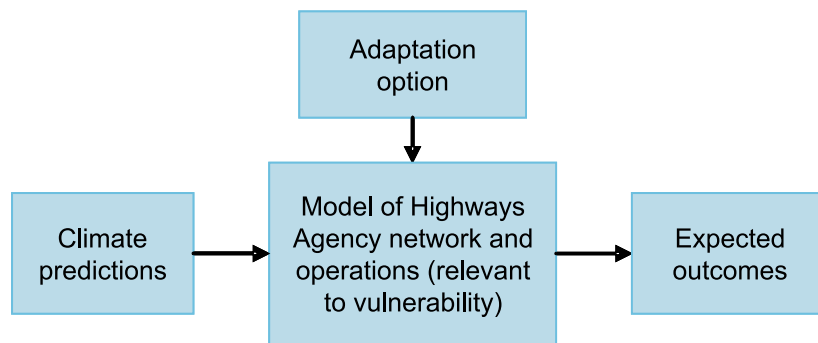 Adaptation
option
Climate
predictions
Model of Highways
Agency network and
operations (relevant
to vulnerability)
Expected
outcomes